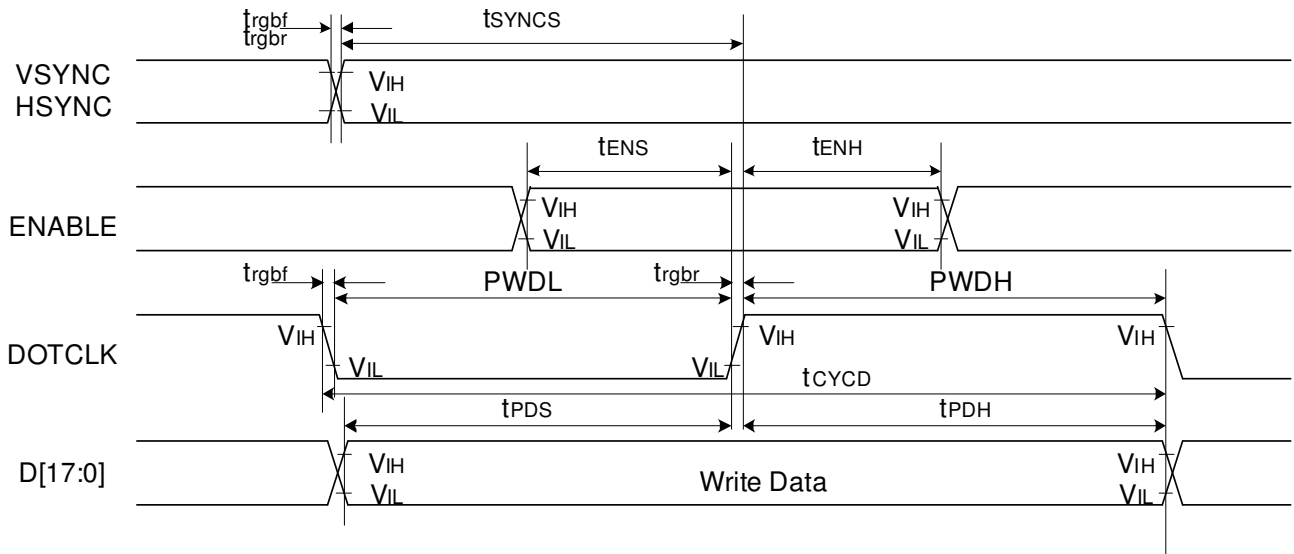 trgbf tSYNCS
trgbr
VSYNC VIH
HSYNC VIL
tENS tENH
ENABLE VIH VIH
VIL VIL
trgbf PWDL trgbr PWDH
DOTCLK VIH VIH VIH
VIL VIL
tCYCD
tPDS tPDH
D[17:0] VIH Write Data VIH
VIL VIL